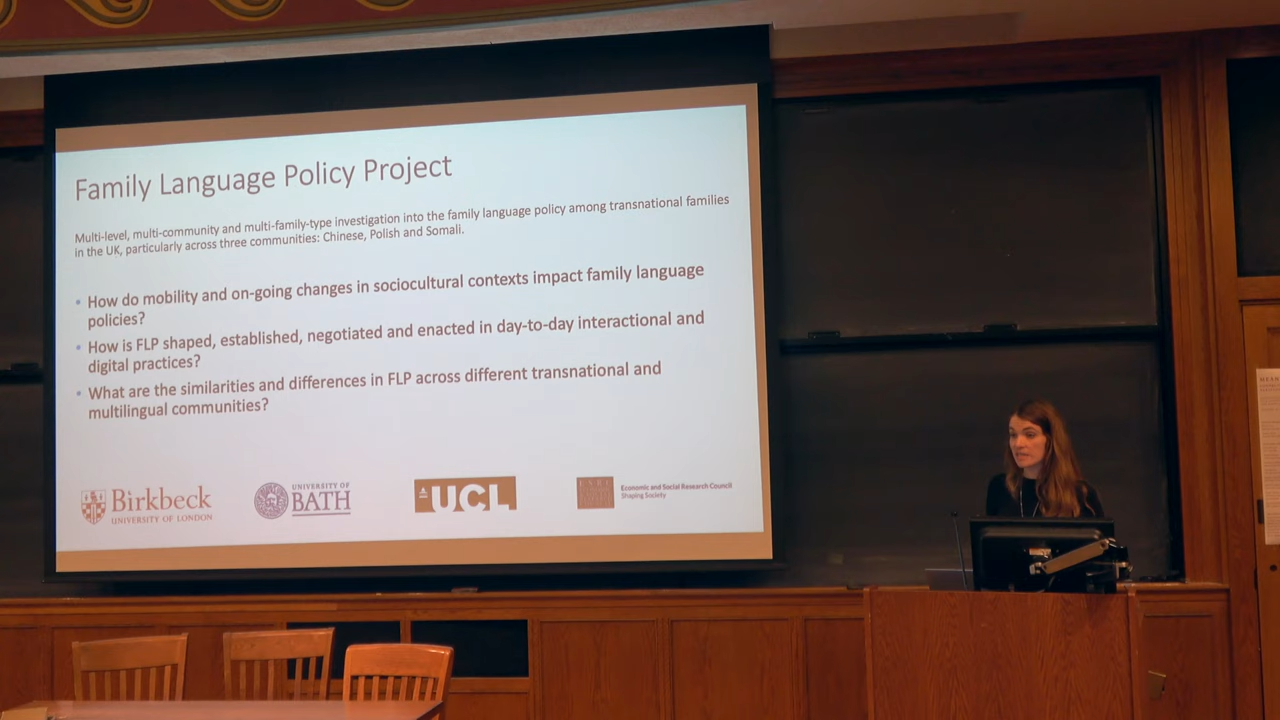 Family Language Policy Project
Multi-level, multi-community and multi-family-type investigation into the family language policy among transnational families
in the UK, particularly across three communities: Chinese, Polish and Somali.
• How do mobility and on-going changes in sociocultural contexts impact family language
policies?
• How is FLP shaped, established, negotiated and enacted in day-to-day interactional and
digital practices?
• What are the similarities and differences in FLP across different transnational and
multilingual communities?
Birkbeck
UNIVERSITY OF LONDON
UNIVERSITY OF
BATH
UCL
E S R C
Economic and Social Research Council
Shaping Society